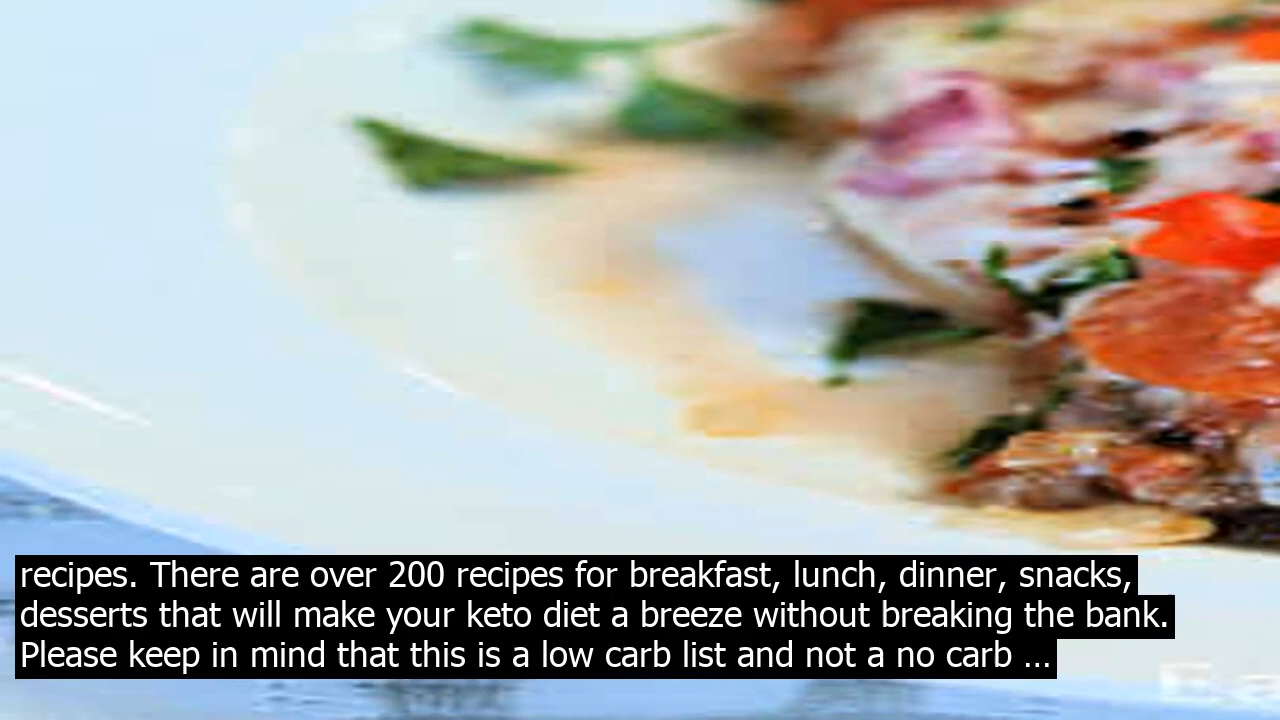 recipes. There are over 200 recipes for breakfast, lunch, dinner, snacks,
desserts that will make your keto diet a breeze without breaking the bank.
Please keep in mind that this is a low carb list and not a no carb ...